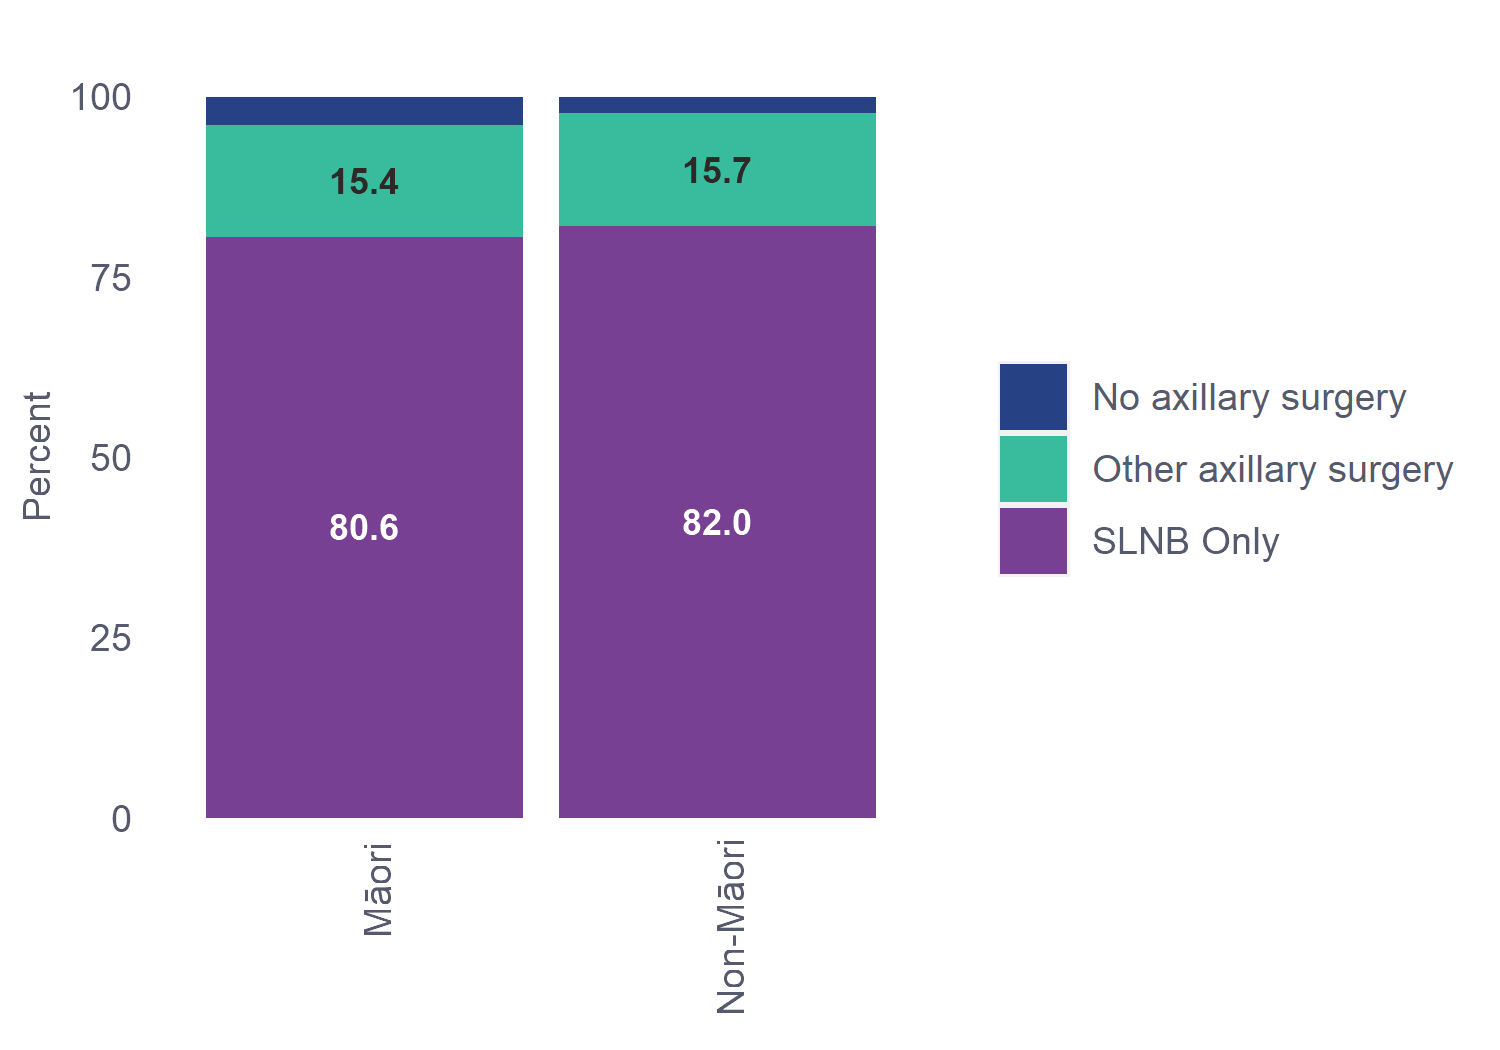 Percent
100
75
50
25
0
15.4
15.7
80.6
82.0
Māori
Non-Māori
No axillary surgery
Other axillary surgery
SLNB Only